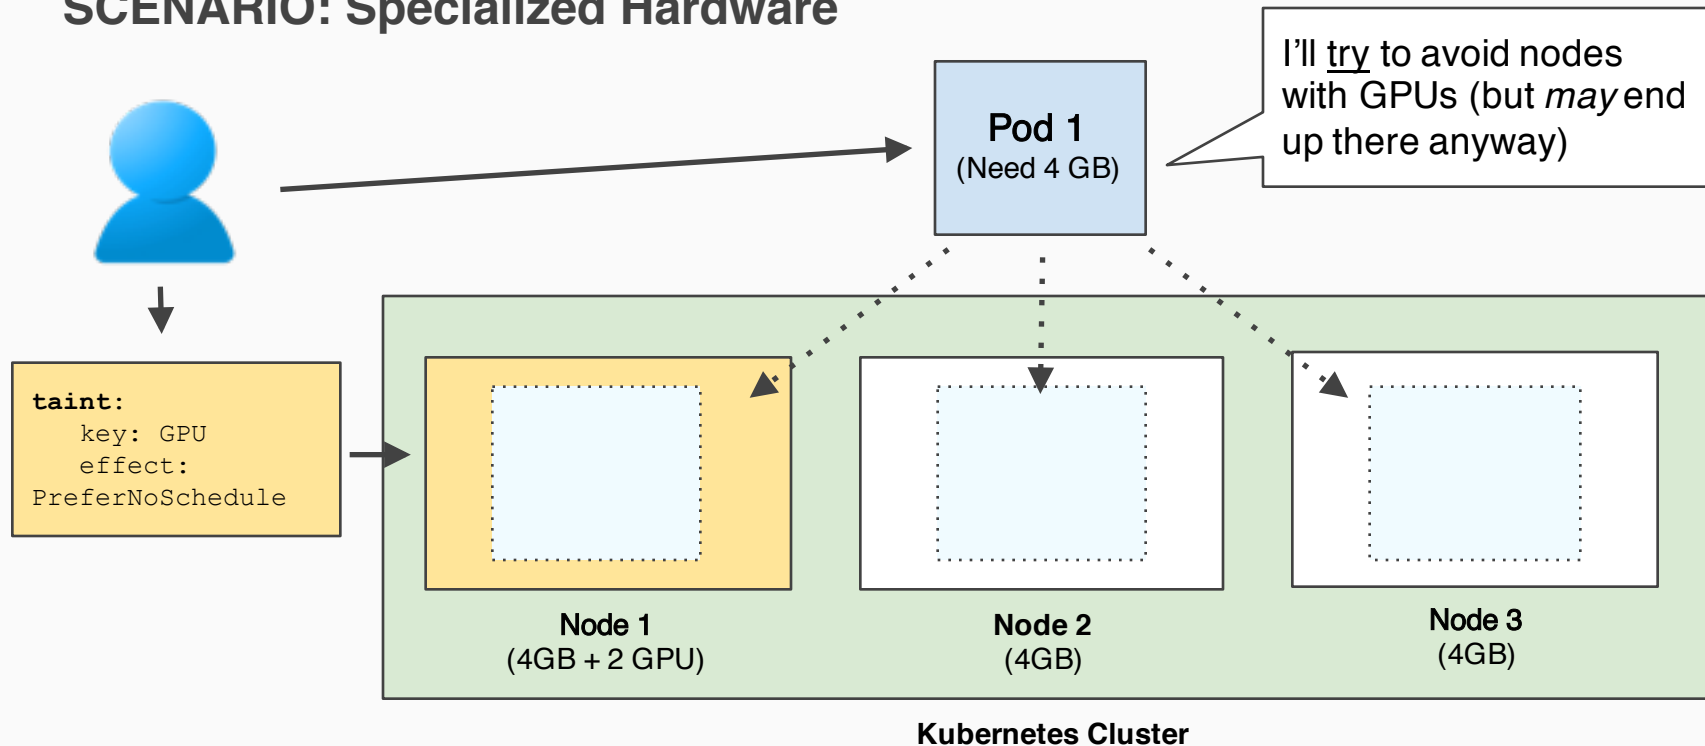 SCENARIO: Specialized Hardware
I'll try to avoid nodes
with GPUs (but may end
up there anyway)
Pod 1
(Need 4 GB)
taint:
key: GPU
effect:
PreferNoSchedule
Node 1
(4GB + 2 GPU)
Node 2
(4GB)
Node 3
(4GB)
Kubernetes Cluster